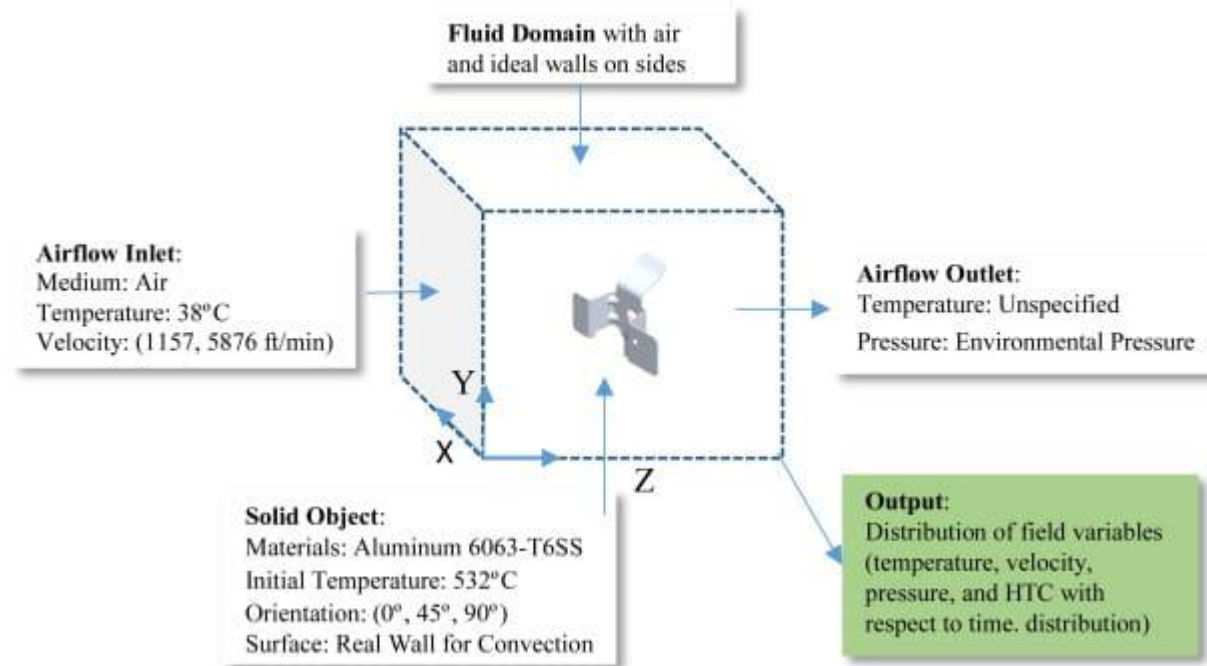 Fluid Domain with air
and ideal walls on sides
Airflow Inlet:
Medium: Air
Temperature: 38°C
Velocity: (1157, 5876 ft/min)
Airflow Outlet:
Temperature: Unspecified
Pressure: Environmental Pressure
Y
X
Z
Solid Object:
Materials: Aluminum 6063-T6SS
Initial Temperature: 532°C
Orientation: (0°, 45°, 90°)
Surface: Real Wall for Convection
Output:
Distribution of field variables
(temperature, velocity,
pressure, and HTC with
respect to time. distribution)